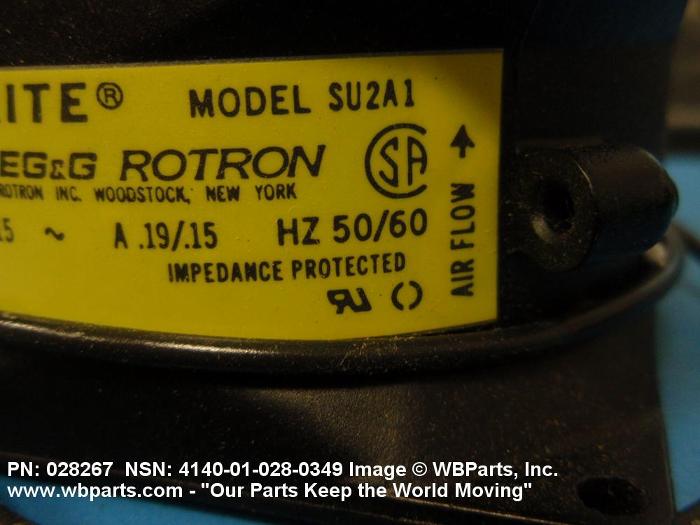 ITE® MODEL SU2A1
EG&G ROTRON
ROTRON INC. WOODSTOCK, NEW YORK
SA
15 ~ A .19/.15 HZ 50/60
IMPEDANCE PROTECTED
AIR FLOW
PN: 028267 NSN: 4140-01-028-0349 Image © WBParts, Inc.
www.wbparts.com - "Our Parts Keep the World Moving"